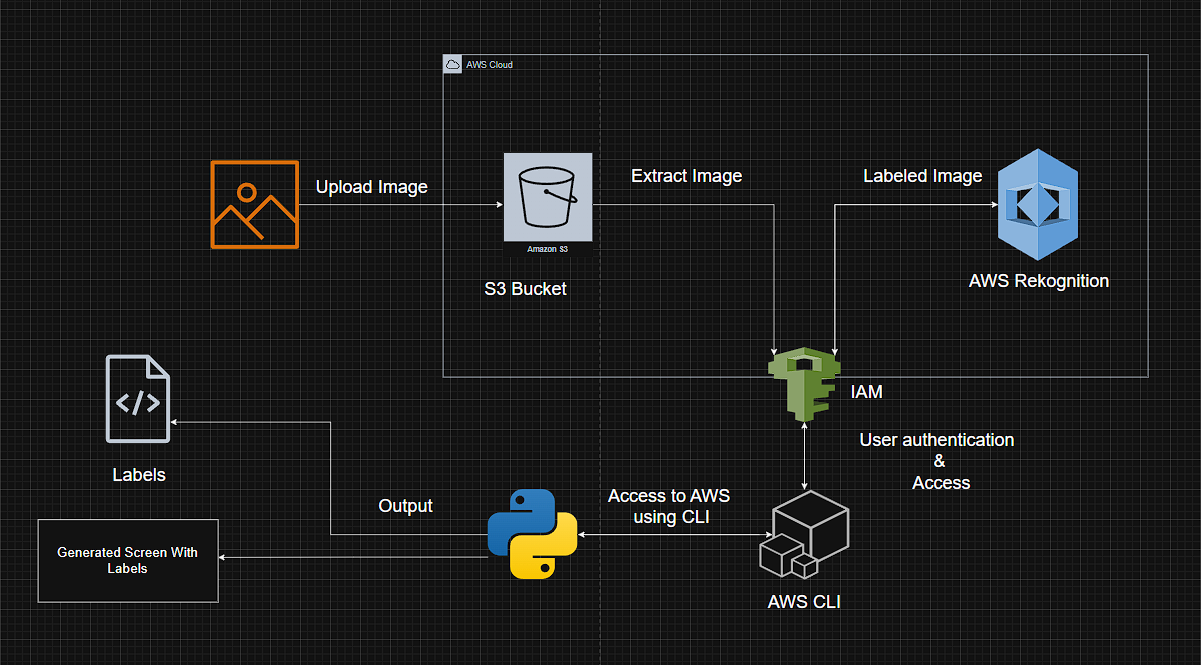 AWS Cloud
Upload Image
Extract Image
Labeled Image
Amazon S3
S3 Bucket
AWS Rekognition
IAM
User authentication
&
Access
Labels
Output
Access to AWS
using CLI
Generated Screen With
Labels
AWS CLI